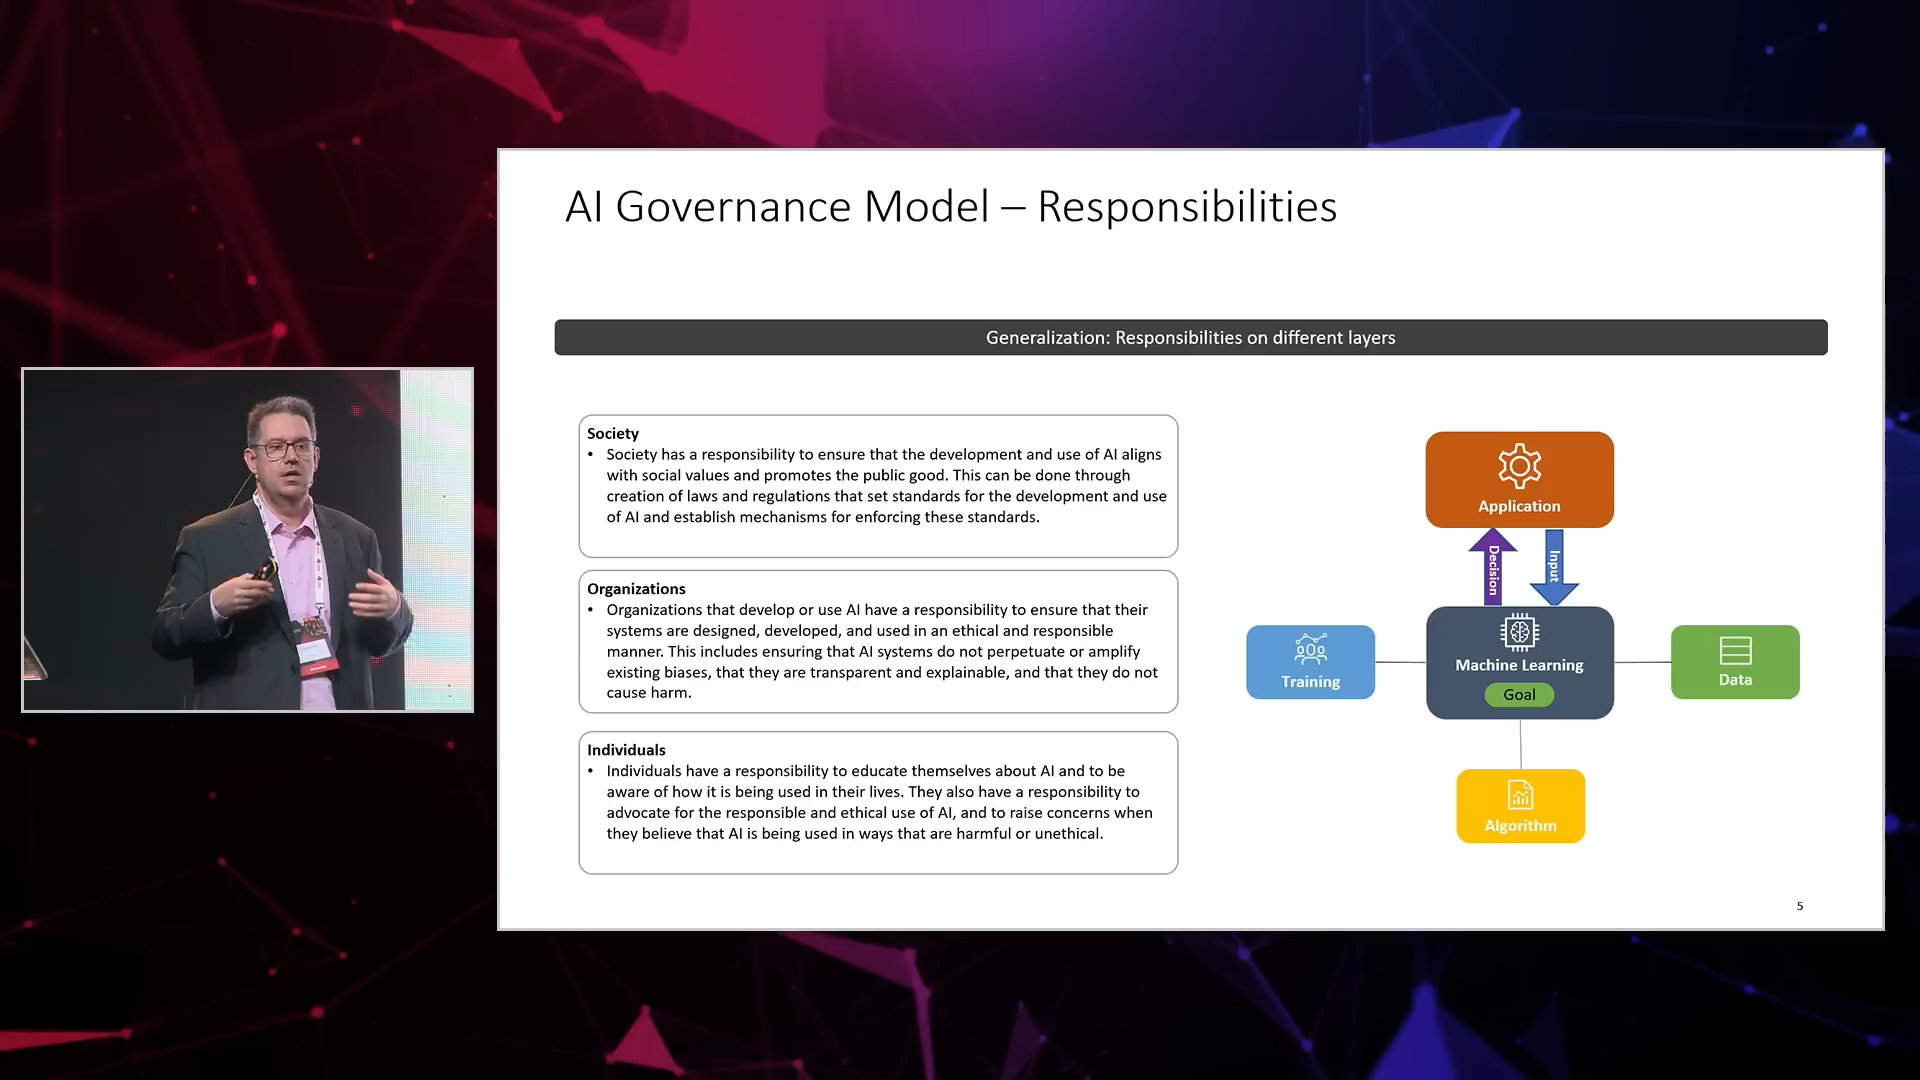 AI Governance Model – Responsibilities
Generalization: Responsibilities on different layers
Society
• Society has a responsibility to ensure that the development and use of AI aligns
with social values and promotes the public good. This can be done through
creation of laws and regulations that set standards for the development and use
of AI and establish mechanisms for enforcing these standards.
Organizations
• Organizations that develop or use AI have a responsibility to ensure that their
systems are designed, developed, and used in an ethical and responsible
manner. This includes ensuring that AI systems do not perpetuate or amplify
existing biases, that they are transparent and explainable, and that they do not
cause harm.
Individuals
• Individuals have a responsibility to educate themselves about AI and to be
aware of how it is being used in their lives. They also have a responsibility to
advocate for the responsible and ethical use of AI, and to raise concerns when
they believe that AI is being used in ways that are harmful or unethical.
Application
Decision
Input
Training
Machine Learning
Goal
Data
Algorithm
5